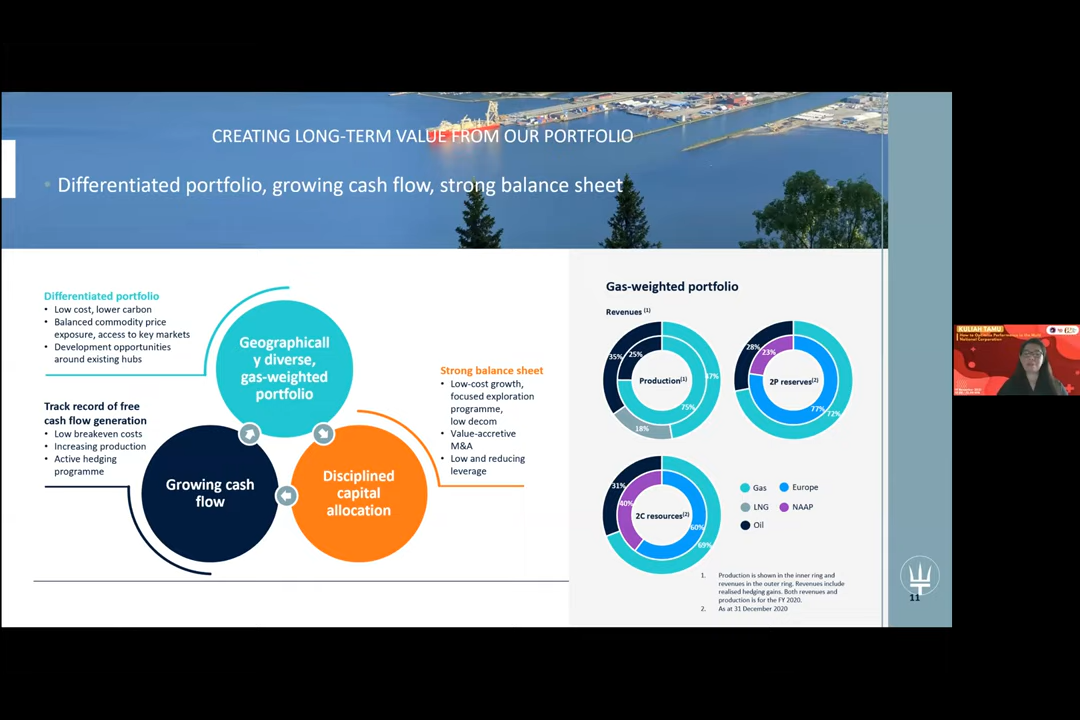 CREATING LONG-TERM VALUE FROM OUR PORTFOLIO
• Differentiated portfolio, growing cash flow, strong balance sheet
Differentiated portfolio
• Low cost, lower carbon
• Balanced commodity price
exposure, access to key markets
• Development opportunities
around existing hubs
Track record of free
cash flow generation
• Low breakeven costs
• Increasing production
• Active hedging
programme
Geographicall
y diverse,
gas-weighted
portfolio
Growing cash
flow
Disciplined
capital
allocation
Strong balance sheet
• Low-cost growth,
focused exploration
programme,
low decom
• Value-accretive
M&A
• Low and reducing
leverage
Gas-weighted portfolio
Revenues (1)
35%
25%
Production(1)
47%
75%
18%
28%
23%
2P reserves(2)
77%
72%
31%
40%
2C resources(2)
60%
69%
Gas
Europe
LNG
NAAP
Oil
1. Production is shown in the inner ring and
revenues in the outer ring. Revenues include
realised hedging gains. Both revenues and
production is for the FY 2020.
2. As at 31 December 2020
11
KULIAH TAMU